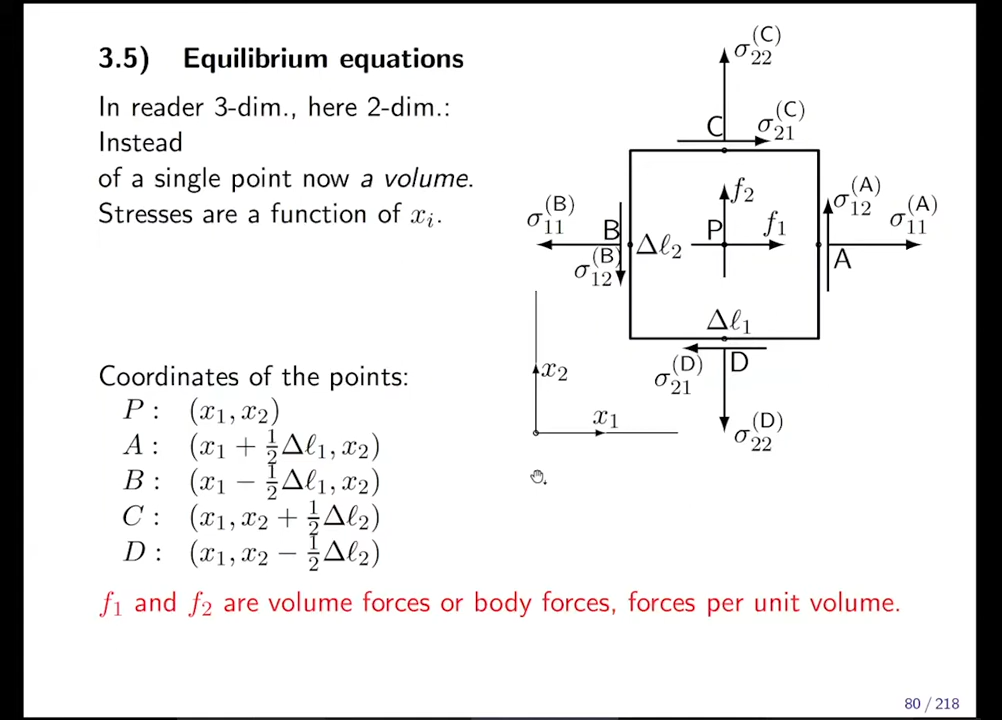 3.5) Equilibrium equations
In reader 3-dim., here 2-dim.:
Instead
of a single point now a volume.
Stresses are a function of xᵢ.
σ₂₂^(C)
C
σ₂₁^(C)
f₂
σ₁₂^(A)
σ₁₁^(A)
σ₁₁^(B)
B
P
f₁
Δℓ₂
A
σ₁₂^(B)
Δℓ₁
D
σ₂₁^(D)
σ₂₂^(D)
x₂
x₁
Coordinates of the points:
P : (x₁, x₂)
A : (x₁ + ½Δℓ₁, x₂)
B : (x₁ − ½Δℓ₁, x₂)
C : (x₁, x₂ + ½Δℓ₂)
D : (x₁, x₂ − ½Δℓ₂)
f₁ and f₂ are volume forces or body forces, forces per unit volume.
80 / 218